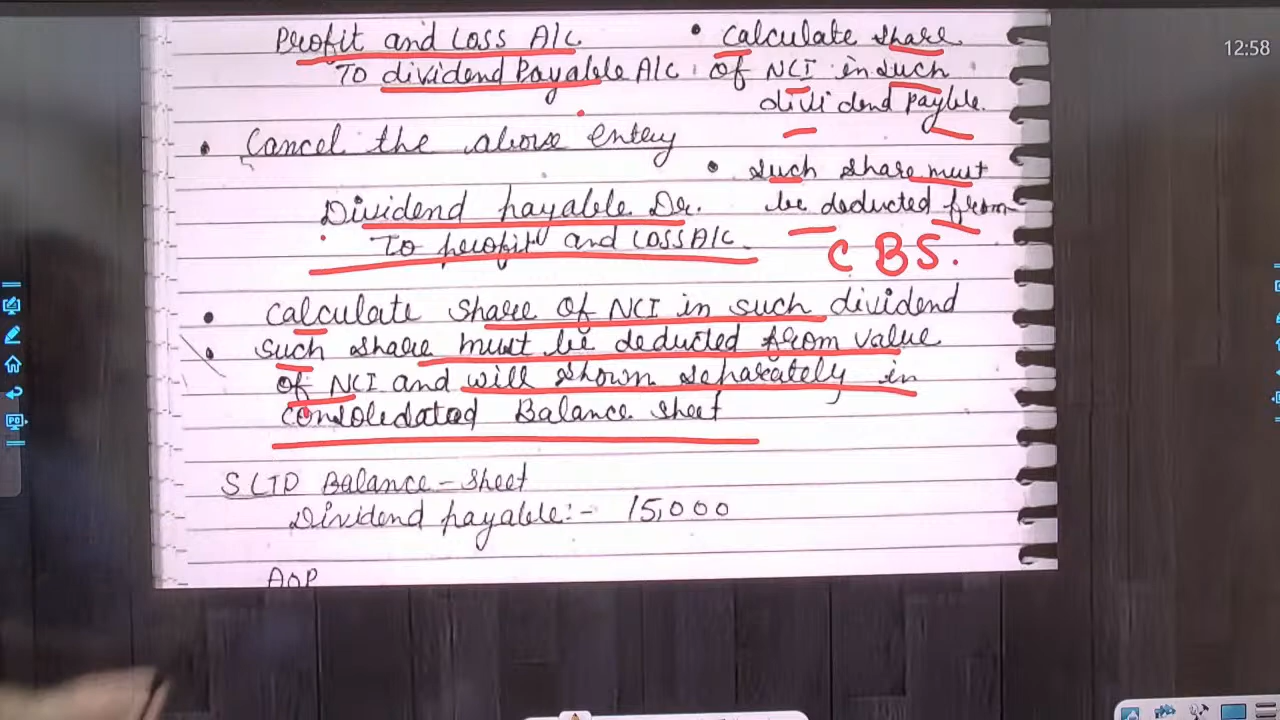 12:58
Profit and Loss A/C
To dividend Payable A/C
• Calculate share
of NCI in such
dividend payble.
• Cancel the above entry
Dividend payable Dr.
To profit and LOSS A/C
• such share must
be deducted from
C B S.
• Calculate share of NCI in such dividend
• such share must be deducted from value
of NCI and will shown separately in
consoledated Balance sheet
S LTD Balance - sheet
Dividend payable:- 15,000
AOP